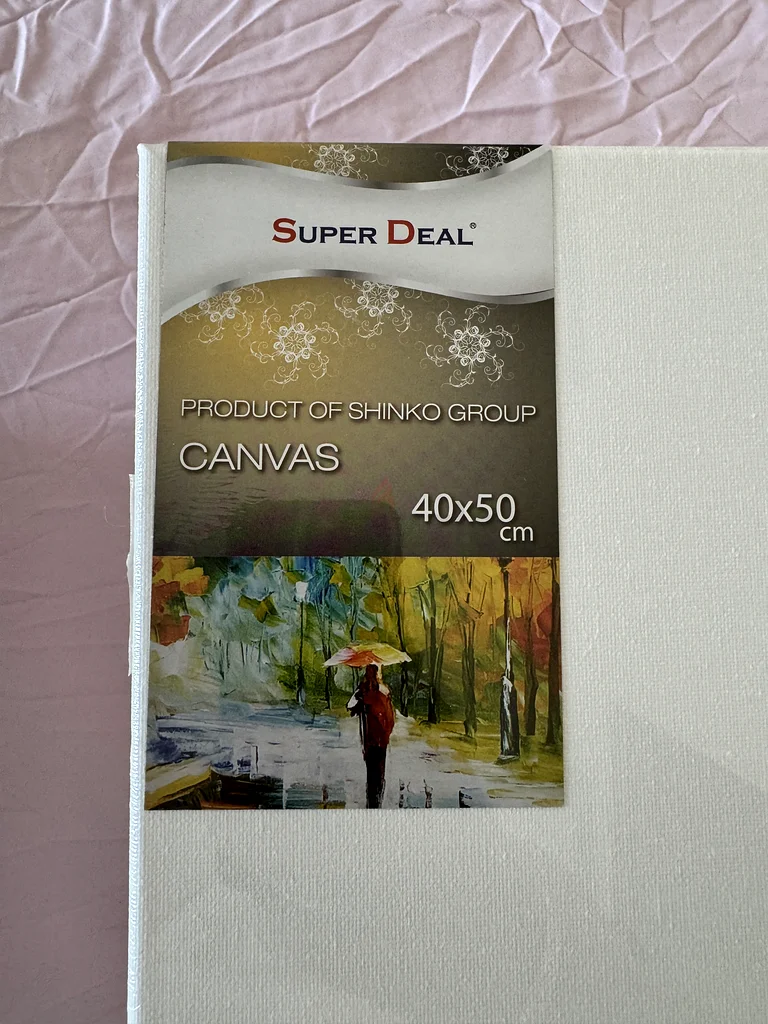 SUPER DEAL®
PRODUCT OF SHINKO GROUP
CANVAS
40x50
cm